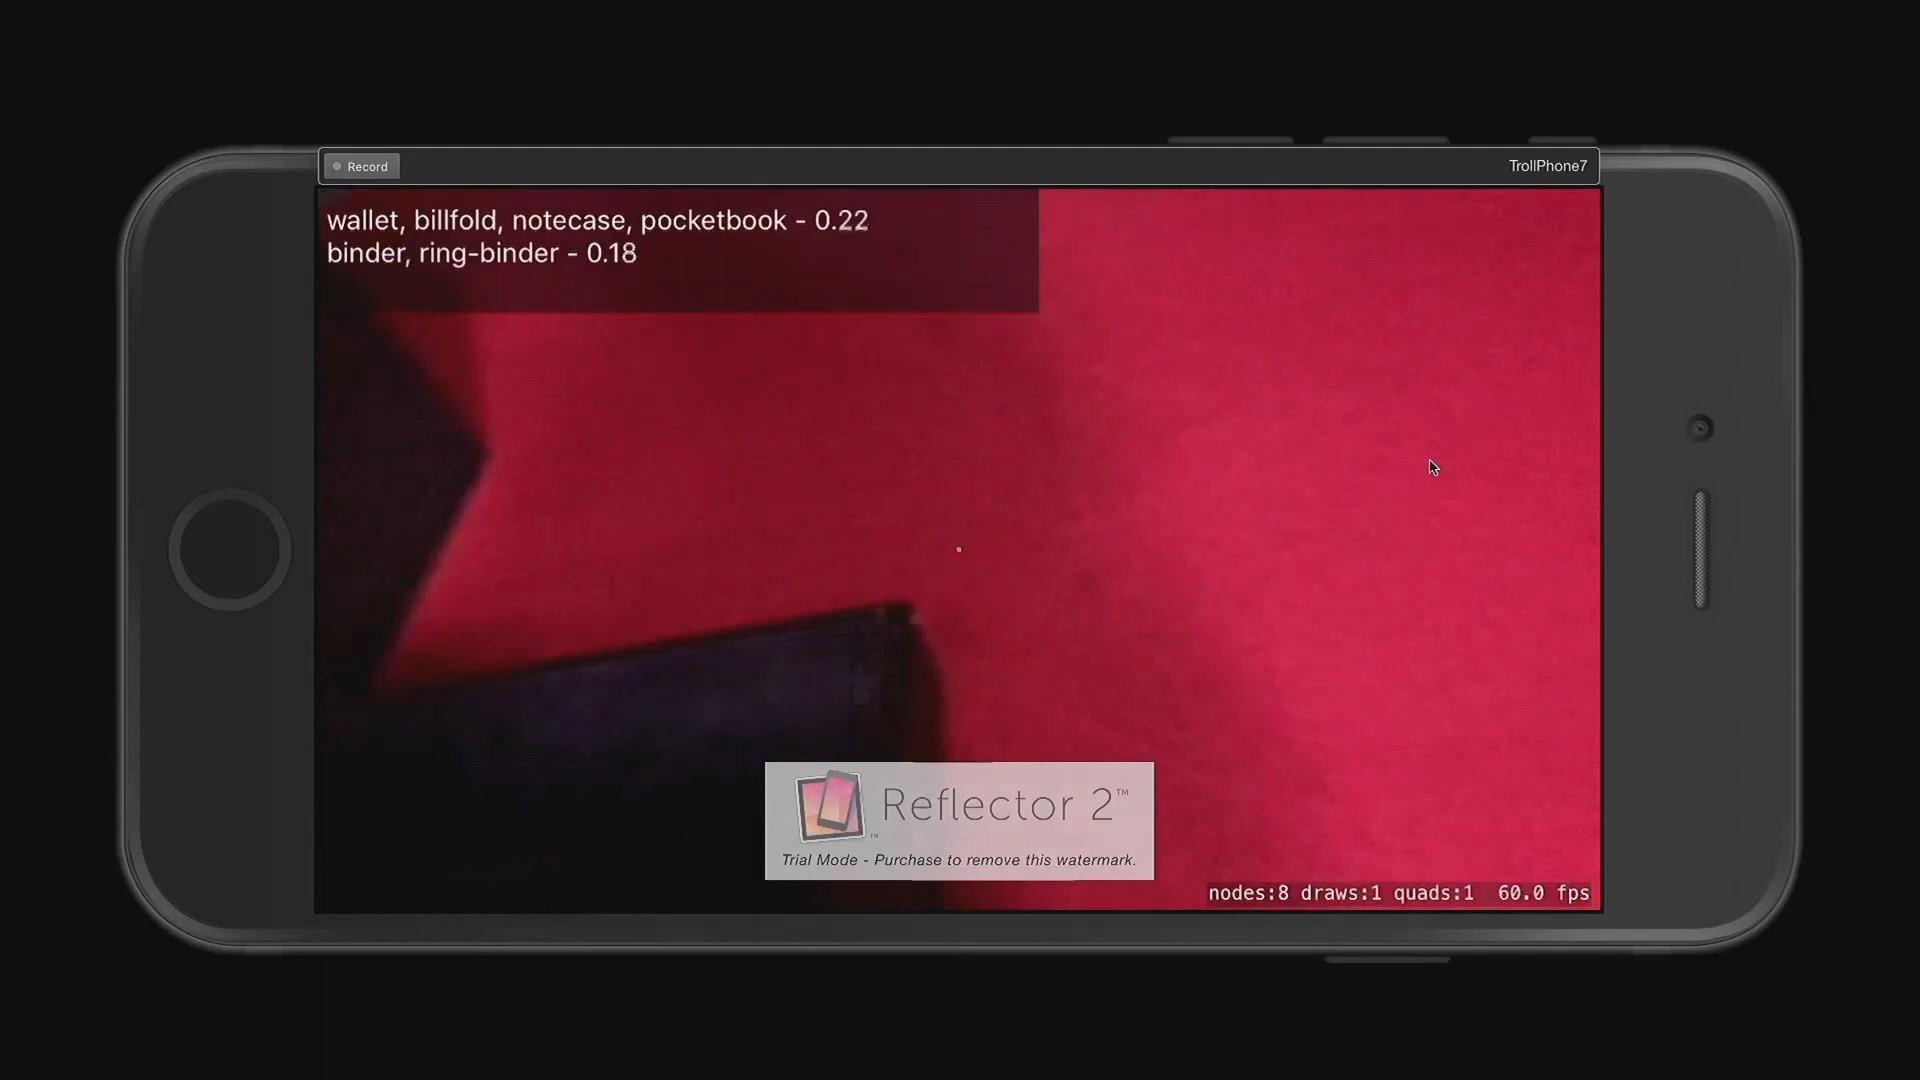 Record
TrollPhone7
wallet, billfold, notecase, pocketbook - 0.22
binder, ring-binder - 0.18
Reflector 2™
™
Trial Mode - Purchase to remove this watermark.
nodes:8 draws:1 quads:1 60.0 fps